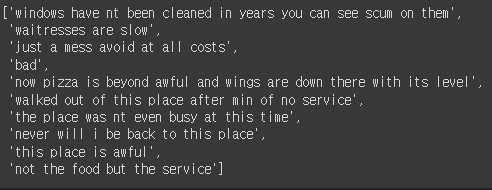 ['windows have nt been cleaned in years you can see scum on them',
'waitresses are slow',
'just a mess avoid at all costs',
'bad',
'now pizza is beyond awful and wings are down there with its level',
'walked out of this place after min of no service',
'the place was nt even busy at this time',
'never will i be back to this place',
'this place is awful',
'not the food but the service']